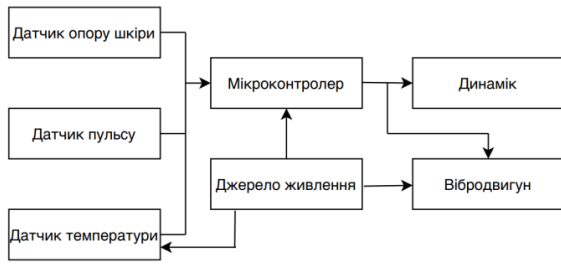 Датчик опору шкіри
Мікроконтролер
Динамік
Датчик пульсу
Джерело живлення
Вібродвигун
Датчик температури